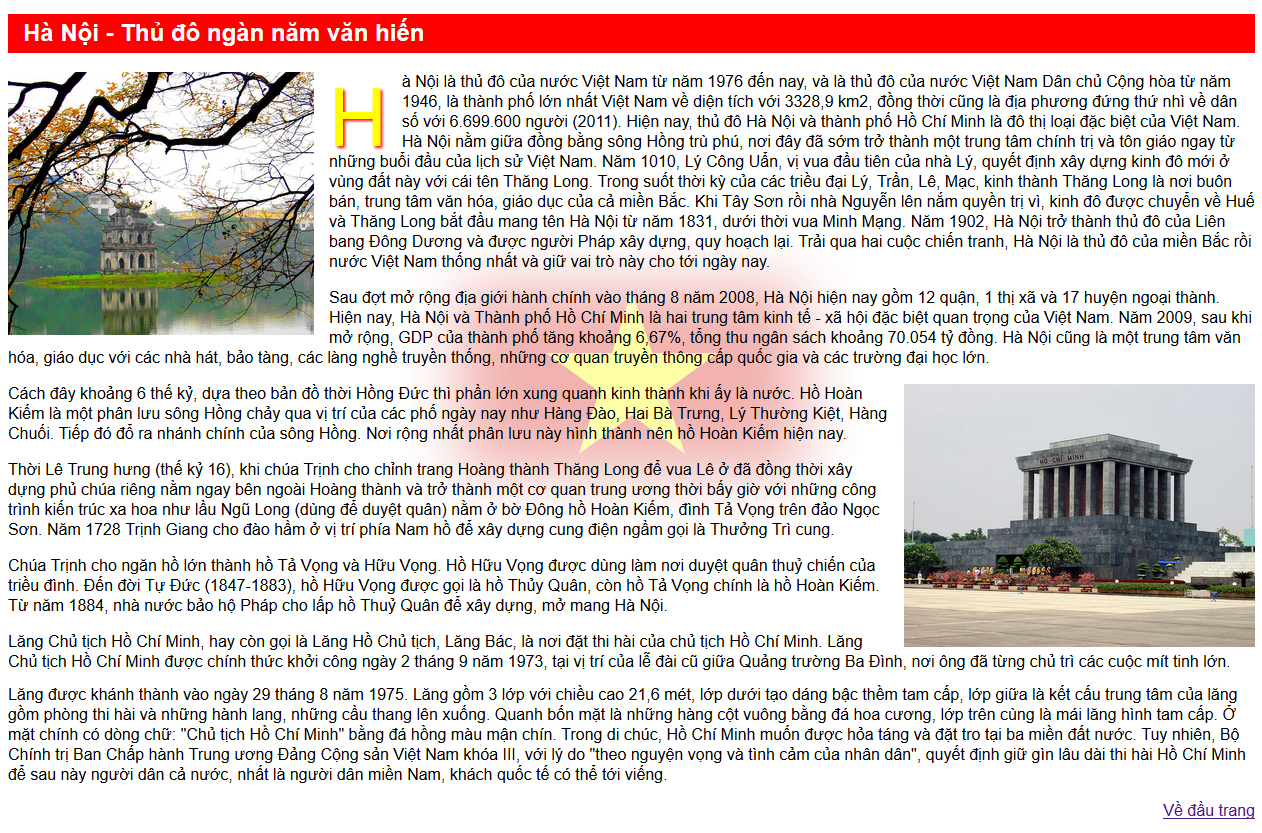 Hà Nội - Thủ đô ngàn năm văn hiến
Hà Nội là thủ đô của nước Việt Nam từ năm 1976 đến nay, và là thủ đô của nước Việt Nam Dân chủ Cộng hòa từ năm
1946, là thành phố lớn nhất Việt Nam về diện tích với 3328,9 km2, đồng thời cũng là địa phương đứng thứ nhì về dân
số với 6.699.600 người (2011). Hiện nay, thủ đô Hà Nội và thành phố Hồ Chí Minh là đô thị loại đặc biệt của Việt Nam.
Hà Nội nằm giữa đồng bằng sông Hồng trù phú, nơi đây đã sớm trở thành một trung tâm chính trị và tôn giáo ngay từ
những buổi đầu của lịch sử Việt Nam. Năm 1010, Lý Công Uẩn, vị vua đầu tiên của nhà Lý, quyết định xây dựng kinh đô mới ở
vùng đất này với cái tên Thăng Long. Trong suốt thời kỳ của các triều đại Lý, Trần, Lê, Mạc, kinh thành Thăng Long là nơi buôn
bán, trung tâm văn hóa, giáo dục của cả miền Bắc. Khi Tây Sơn rồi nhà Nguyễn lên nắm quyền trị vì, kinh đô được chuyển về Huế
và Thăng Long bắt đầu mang tên Hà Nội từ năm 1831, dưới thời vua Minh Mạng. Năm 1902, Hà Nội trở thành thủ đô của Liên
bang Đông Dương và được người Pháp xây dựng, quy hoạch lại. Trải qua hai cuộc chiến tranh, Hà Nội là thủ đô của miền Bắc rồi
nước Việt Nam thống nhất và giữ vai trò này cho tới ngày nay.
Sau đợt mở rộng địa giới hành chính vào tháng 8 năm 2008, Hà Nội hiện nay gồm 12 quận, 1 thị xã và 17 huyện ngoại thành.
Hiện nay, Hà Nội và Thành phố Hồ Chí Minh là hai trung tâm kinh tế - xã hội đặc biệt quan trọng của Việt Nam. Năm 2009, sau khi
mở rộng, GDP của thành phố tăng khoảng 6,67%, tổng thu ngân sách khoảng 70.054 tỷ đồng. Hà Nội cũng là một trung tâm văn
hóa, giáo dục với các nhà hát, bảo tàng, các làng nghề truyền thống, những cơ quan truyền thông cấp quốc gia và các trường đại học lớn.
Cách đây khoảng 6 thế kỷ, dựa theo bản đồ thời Hồng Đức thì phần lớn xung quanh kinh thành khi ấy là nước. Hồ Hoàn
Kiếm là một phân lưu sông Hồng chảy qua vị trí của các phố ngày nay như Hàng Đào, Hai Bà Trưng, Lý Thường Kiệt, Hàng
Chuối. Tiếp đó đổ ra nhánh chính của sông Hồng. Nơi rộng nhất phân lưu này hình thành nên hồ Hoàn Kiếm hiện nay.
Thời Lê Trung hưng (thế kỷ 16), khi chúa Trịnh cho chỉnh trang Hoàng thành Thăng Long để vua Lê ở đã đồng thời xây
dựng phủ chúa riêng nằm ngay bên ngoài Hoàng thành và trở thành một cơ quan trung ương thời bấy giờ với những công
trình kiến trúc xa hoa như lầu Ngũ Long (dùng để duyệt quân) nằm ở bờ Đông hồ Hoàn Kiếm, đình Tả Vọng trên đảo Ngọc
Sơn. Năm 1728 Trịnh Giang cho đào hầm ở vị trí phía Nam hồ để xây dựng cung điện ngầm gọi là Thưởng Trì cung.
Chúa Trịnh cho ngăn hồ lớn thành hồ Tả Vọng và Hữu Vọng. Hồ Hữu Vọng được dùng làm nơi duyệt quân thuỷ chiến của
triều đình. Đến đời Tự Đức (1847-1883), hồ Hữu Vọng được gọi là hồ Thủy Quân, còn hồ Tả Vọng chính là hồ Hoàn Kiếm.
Từ năm 1884, nhà nước bảo hộ Pháp cho lấp hồ Thuỷ Quân để xây dựng, mở mang Hà Nội.
Lăng Chủ tịch Hồ Chí Minh, hay còn gọi là Lăng Hồ Chủ tịch, Lăng Bác, là nơi đặt thi hài của chủ tịch Hồ Chí Minh. Lăng
Chủ tịch Hồ Chí Minh được chính thức khởi công ngày 2 tháng 9 năm 1973, tại vị trí của lễ đài cũ giữa Quảng trường Ba Đình, nơi ông đã từng chủ trì các cuộc mít tinh lớn.
Lăng được khánh thành vào ngày 29 tháng 8 năm 1975. Lăng gồm 3 lớp với chiều cao 21,6 mét, lớp dưới tạo dáng bậc thềm tam cấp, lớp giữa là kết cấu trung tâm của lăng
gồm phòng thi hài và những hành lang, những cầu thang lên xuống. Quanh bốn mặt là những hàng cột vuông bằng đá hoa cương, lớp trên cùng là mái lăng hình tam cấp. Ở
mặt chính có dòng chữ: "Chủ tịch Hồ Chí Minh" bằng đá hồng màu mận chín. Trong di chúc, Hồ Chí Minh muốn được hỏa táng và đặt tro tại ba miền đất nước. Tuy nhiên, Bộ
Chính trị Ban Chấp hành Trung ương Đảng Cộng sản Việt Nam khóa III, với lý do "theo nguyện vọng và tình cảm của nhân dân", quyết định giữ gìn lâu dài thi hài Hồ Chí Minh
để sau này người dân cả nước, nhất là người dân miền Nam, khách quốc tế có thể tới viếng.
HO-CHI-MINH
Về đầu trang